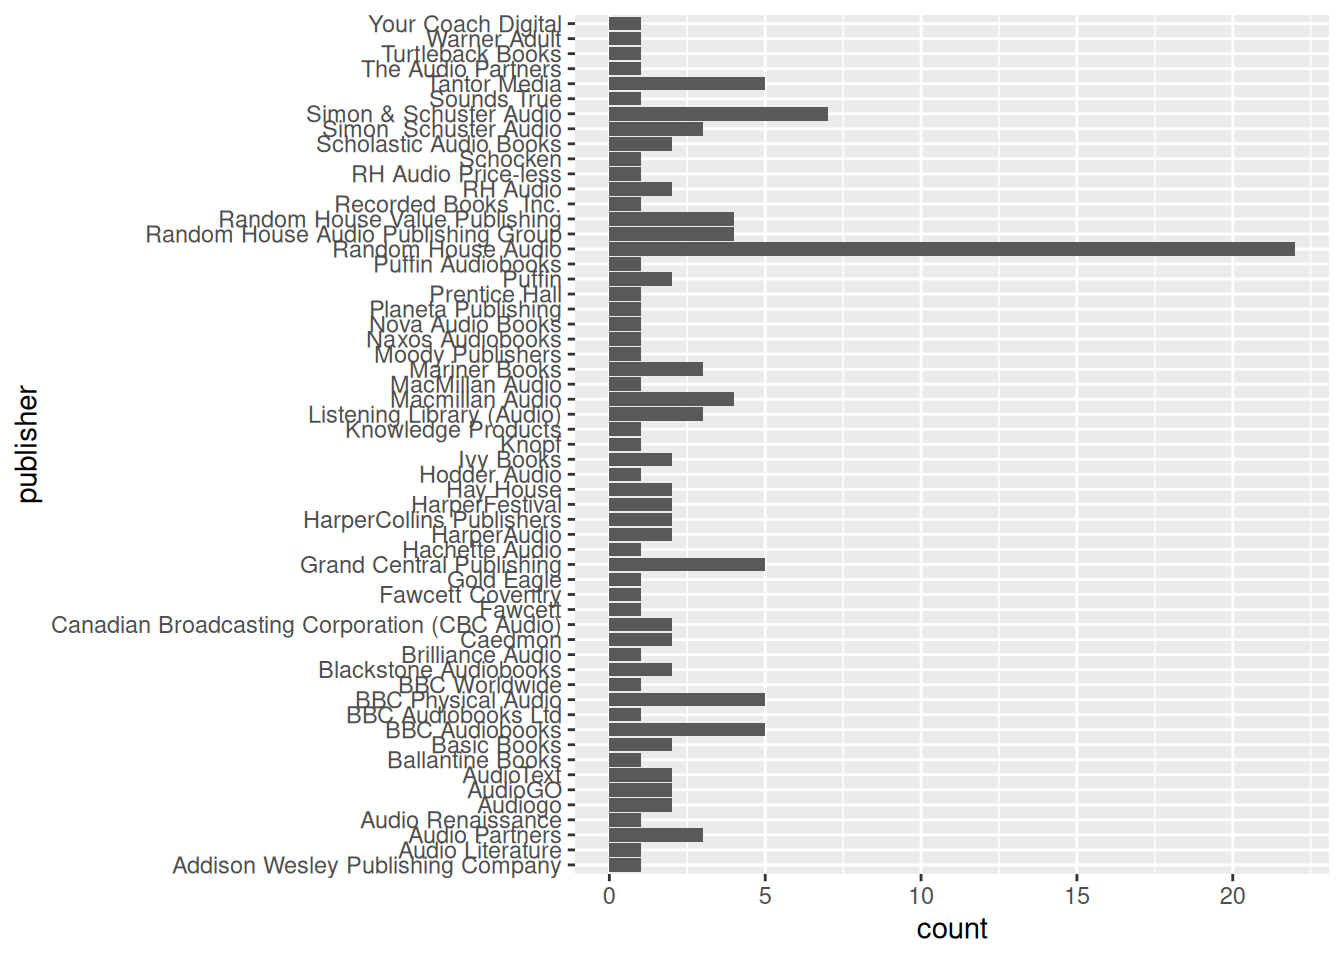 Your Coach Digital
Warner Adult
Turtleback Books
The Audio Partners
Tantor Media
Sounds True
Simon & Schuster Audio
Simon  Schuster Audio
Scholastic Audio Books
Schocken
RH Audio Price-less
RH Audio
Recorded Books  Inc.
Random House Value Publishing
Random House Audio Publishing Group
Random House Audio
Puffin Audiobooks
Puffin
Prentice Hall
Planeta Publishing
Nova Audio Books
Naxos Audiobooks
Moody Publishers
Mariner Books
MacMillan Audio
Macmillan Audio
Listening Library (Audio)
Knowledge Products
Knopf
Ivy Books
Hodder Audio
Hay House
HarperFestival
HarperCollins Publishers
HarperAudio
Hachette Audio
Grand Central Publishing
Gold Eagle
Fawcett Coventry
Fawcett
Canadian Broadcasting Corporation (CBC Audio)
Caedmon
Brilliance Audio
Blackstone Audiobooks
BBC Worldwide
BBC Physical Audio
BBC Audiobooks Ltd
BBC Audiobooks
Basic Books
Ballantine Books
AudioText
AudioGO
Audiogo
Audio Renaissance
Audio Partners
Audio Literature
Addison Wesley Publishing Company
publisher
0 5 10 15 20
count